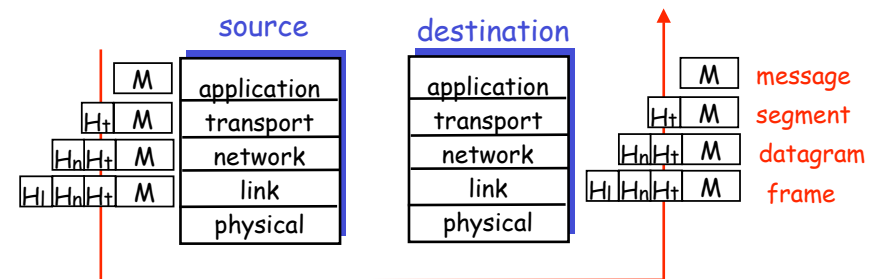 source destination
M application application M message
Ht M transport transport Ht M segment
Hn Ht M network network Hn Ht M datagram
Hl Hn Ht M link link Hl Hn Ht M frame
physical physical